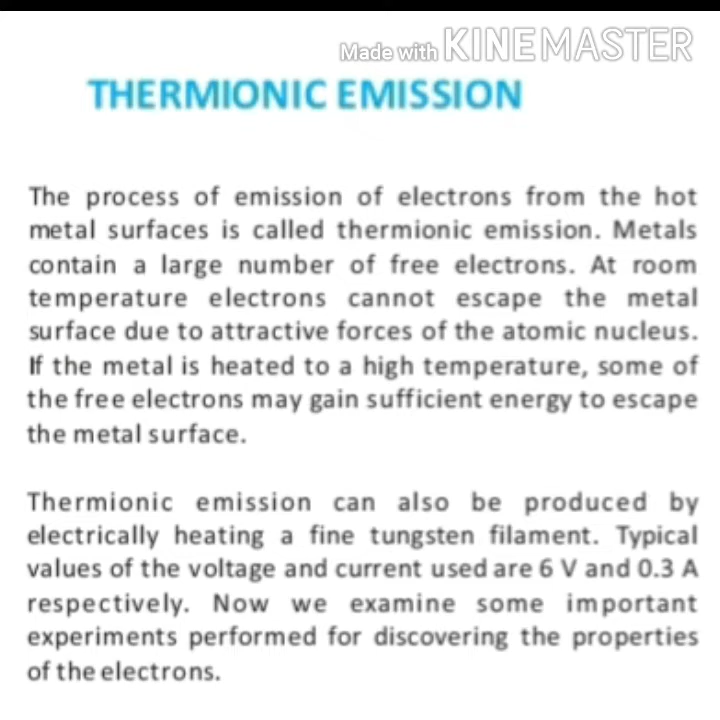 Made with KINEMASTER
THERMIONIC EMISSION
The process of emission of electrons from the hot
metal surfaces is called thermionic emission. Metals
contain a large number of free electrons. At room
temperature electrons cannot escape the metal
surface due to attractive forces of the atomic nucleus.
If the metal is heated to a high temperature, some of
the free electrons may gain sufficient energy to escape
the metal surface.
Thermionic emission can also be produced by
electrically heating a fine tungsten filament. Typical
values of the voltage and current used are 6 V and 0.3 A
respectively. Now we examine some important
experiments performed for discovering the properties
of the electrons.